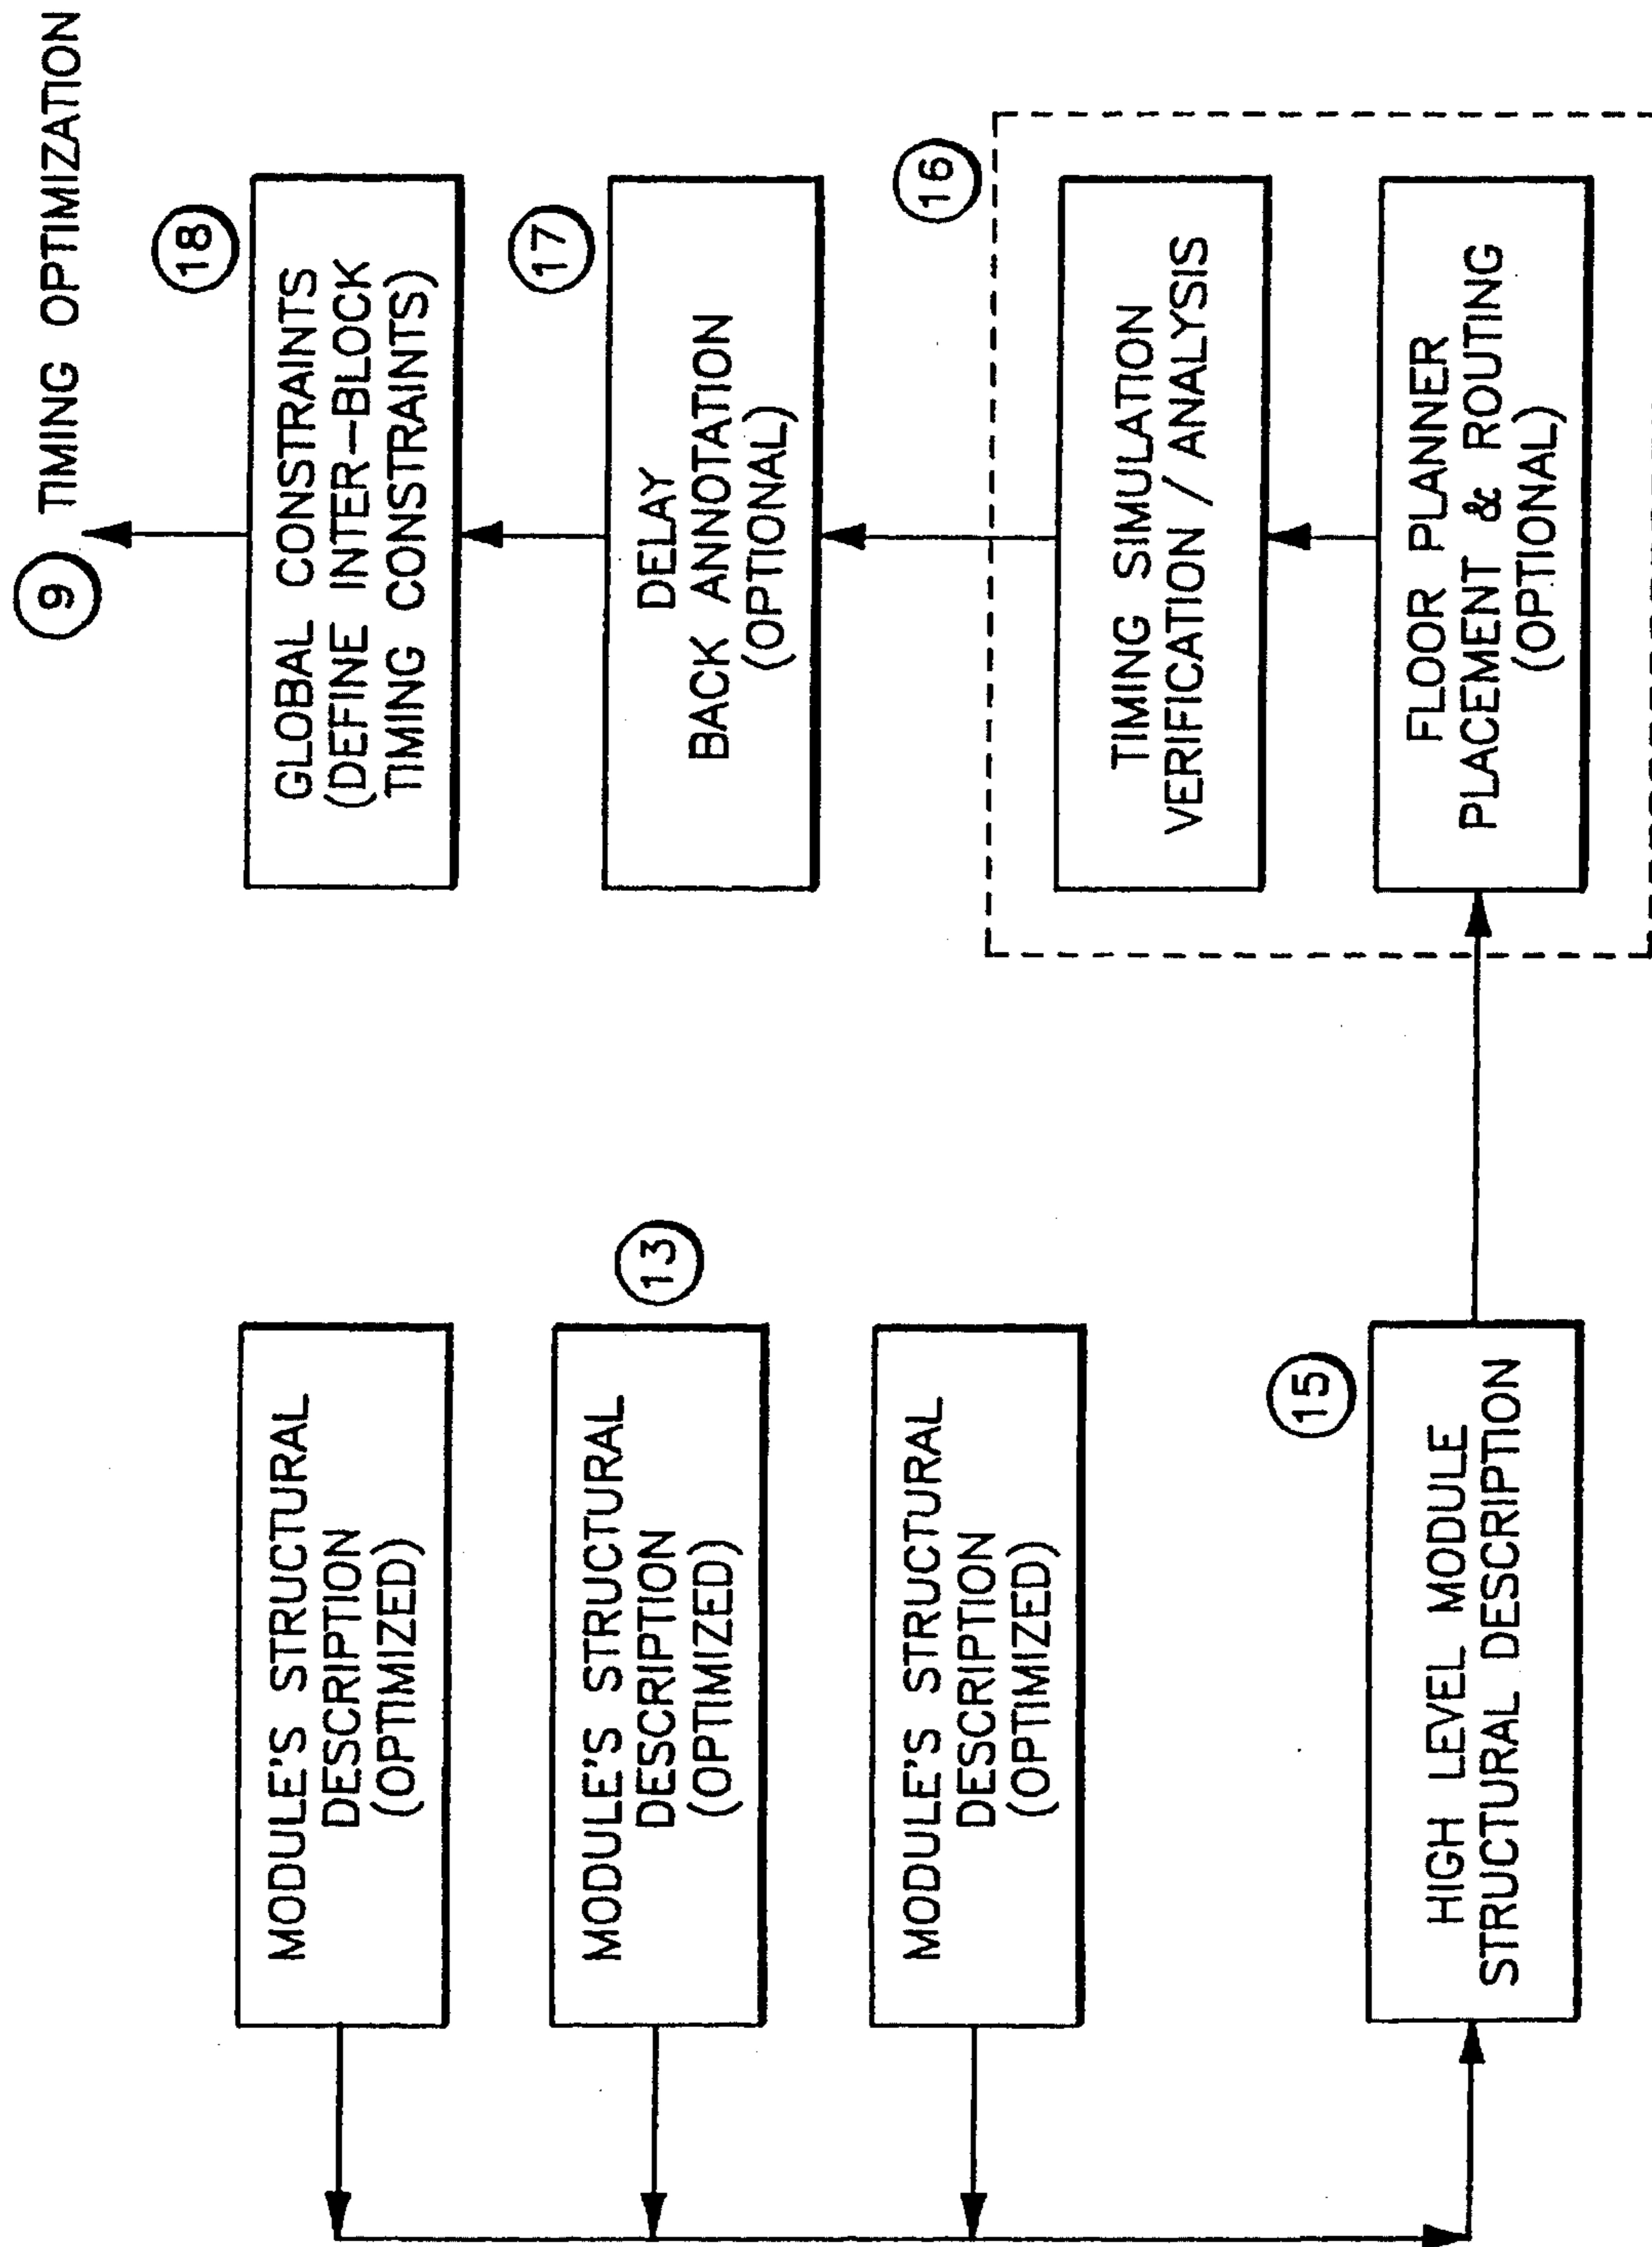 MODULE'S STRUCTURAL
DESCRIPTION
(OPTIMIZED)
13
MODULE'S STRUCTURAL
DESCRIPTION
(OPTIMIZED)
MODULE'S STRUCTURAL
DESCRIPTION
(OPTIMIZED)
15
HIGH LEVEL MODULE
STRUCTURAL DESCRIPTION
9 TIMING OPTIMIZATION
18
GLOBAL CONSTRAINTS
(DEFINE INTER-BLOCK
TIMING CONSTRAINTS)
17
DELAY
BACK ANNOTATION
(OPTIONAL)
16
TIMING SIMULATION
VERIFICATION / ANALYSIS
FLOOR PLANNER
PLACEMENT & ROUTING
(OPTIONAL)